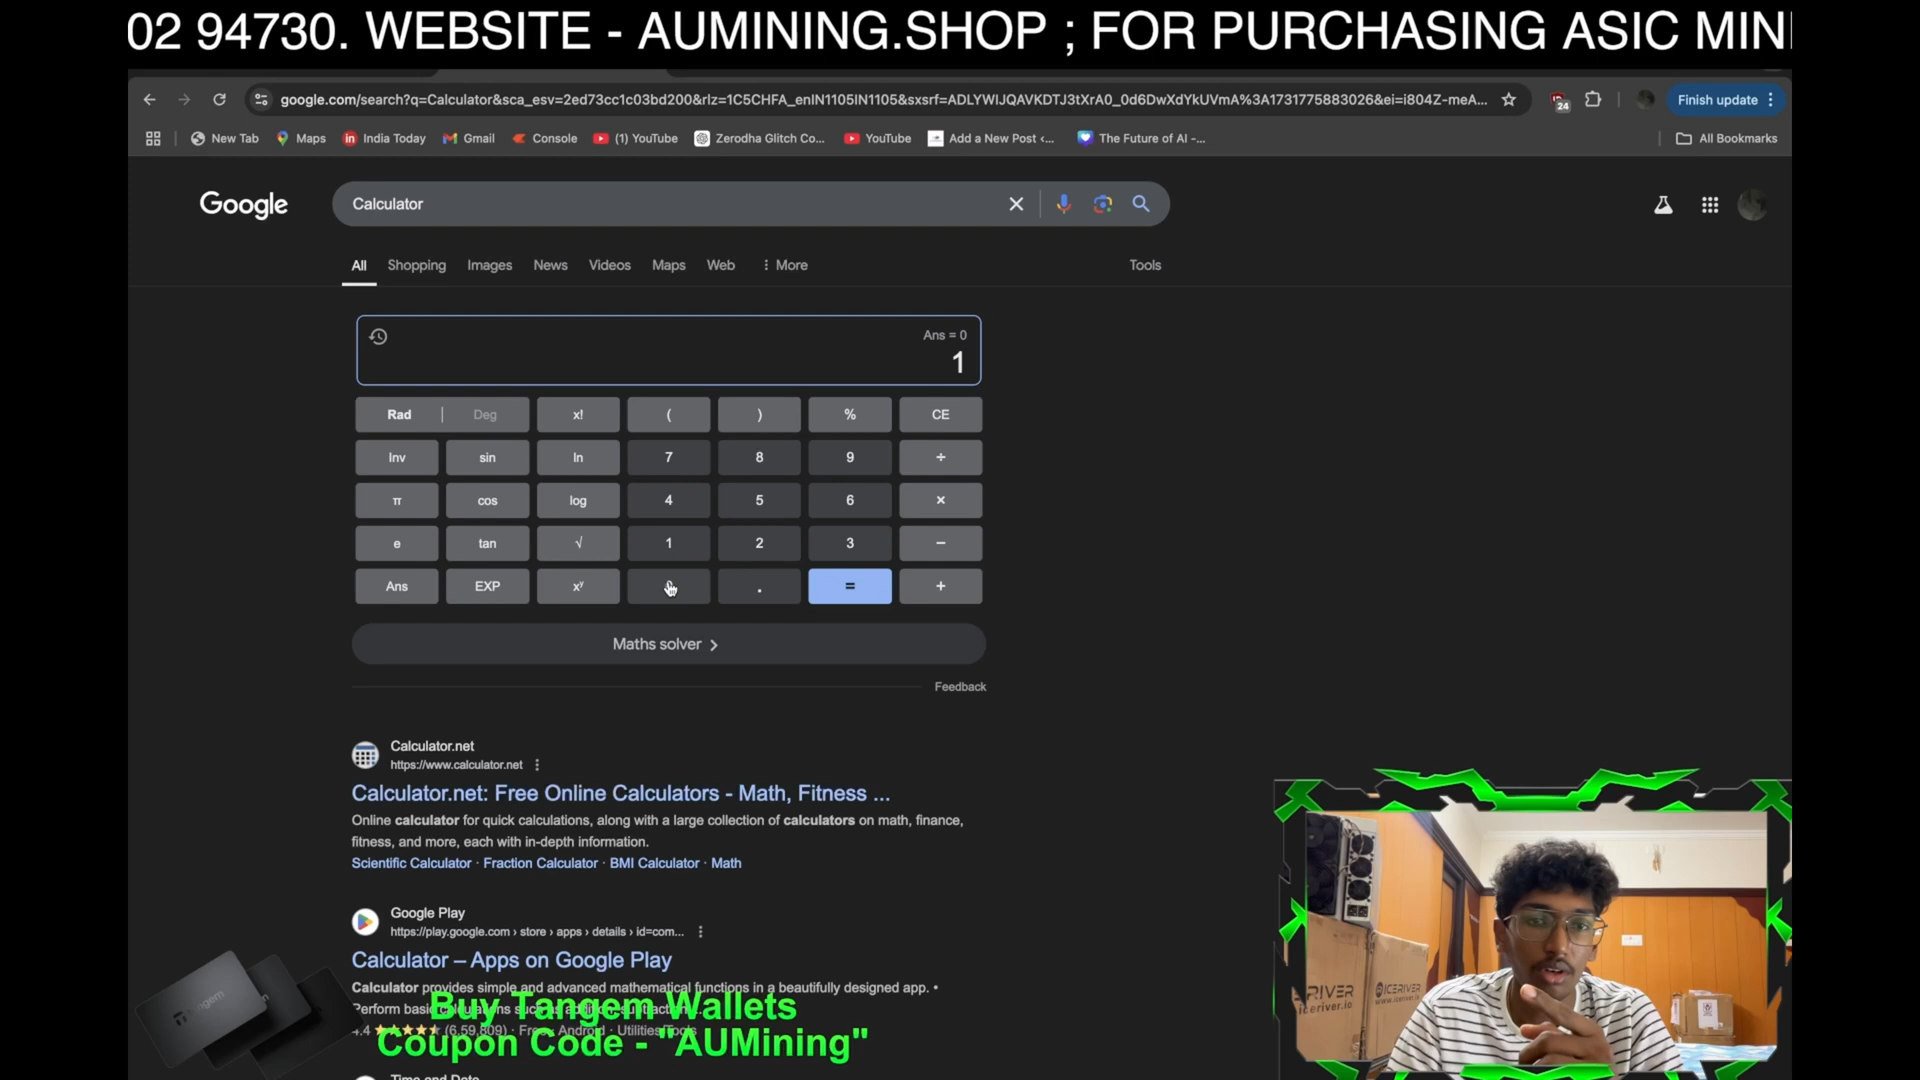 02 94730. WEBSITE - AUMINING.SHOP ; FOR PURCHASING ASIC MIN
google.com/search?q=Calculator&sca_esv=2ed73cc1c03bd200&rlz=1C5CHFA_enIN1105IN1105&sxsrf=ADLYWIJQAVKDTJ3tXrA0_0d6DwXdYkUVmA%3A1731775883026&ei=i804Z-meA...
24
Finish update
New Tab
Maps
India Today
Gmail
Console
(1) YouTube
Zerodha Glitch Co...
YouTube
Add a New Post <...
The Future of AI -...
All Bookmarks
Google
Calculator
All
Shopping
Images
News
Videos
Maps
Web
More
Tools
Ans = 0
1
Rad | Deg x! ( ) % CE
Inv sin ln 7 8 9 ÷
π cos log 4 5 6 ×
e tan √ 1 2 3 −
Ans EXP xʸ . = +
Maths solver
Feedback
Calculator.net
https://www.calculator.net
Calculator.net: Free Online Calculators - Math, Fitness ...
Online calculator for quick calculations, along with a large collection of calculators on math, finance,
fitness, and more, each with in-depth information.
Scientific Calculator · Fraction Calculator · BMI Calculator · Math
Google Play
https://play.google.com › store › apps › details › id=com...
Calculator – Apps on Google Play
Calculator provides simple and advanced mathematical functions in a beautifully designed app. •
Perform basic calculations such as addition, subtraction
4.4 (6,59,809) · Free · Android · Utilities/Tools
Buy Tangem Wallets
Coupon Code - "AUMining"
Tangem
RIVER
iceriver.io
ICERIVER
Time and Date